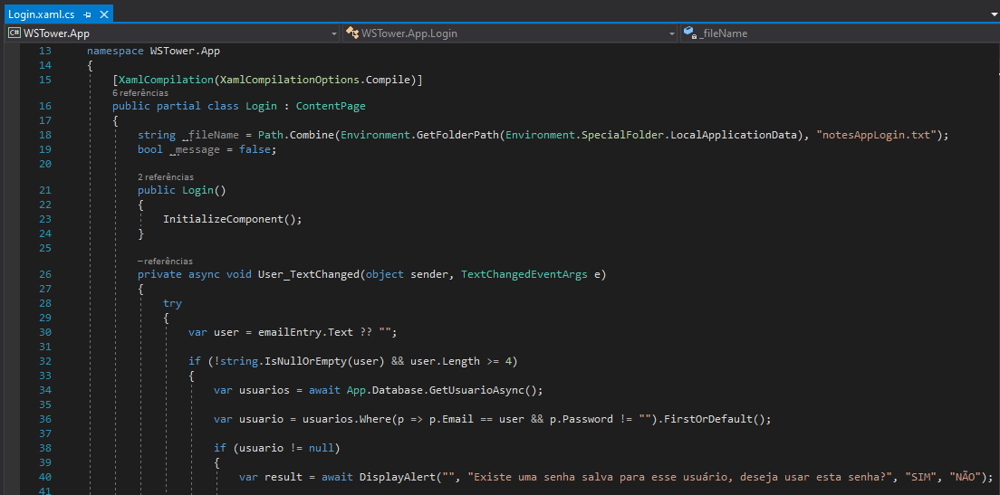 Login.xaml.cs
C# WSTower.App WSTower.App.Login _fileName
13 namespace WSTower.App
14 {
15 [XamlCompilation(XamlCompilationOptions.Compile)]
6 referências
16 public partial class Login : ContentPage
17 {
18 string _fileName = Path.Combine(Environment.GetFolderPath(Environment.SpecialFolder.LocalApplicationData), "notesAppLogin.txt");
19 bool _message = false;
20
2 referências
21 public Login()
22 {
23 InitializeComponent();
24 }
25
– referências
26 private async void User_TextChanged(object sender, TextChangedEventArgs e)
27 {
28 try
29 {
30 var user = emailEntry.Text ?? "";
31
32 if (!string.IsNullOrEmpty(user) && user.Length >= 4)
33 {
34 var usuarios = await App.Database.GetUsuarioAsync();
35
36 var usuario = usuarios.Where(p => p.Email == user && p.Password != "").FirstOrDefault();
37
38 if (usuario != null)
39 {
40 var result = await DisplayAlert("", "Existe uma senha salva para esse usuário, deseja usar esta senha?", "SIM", "NÃO");
41